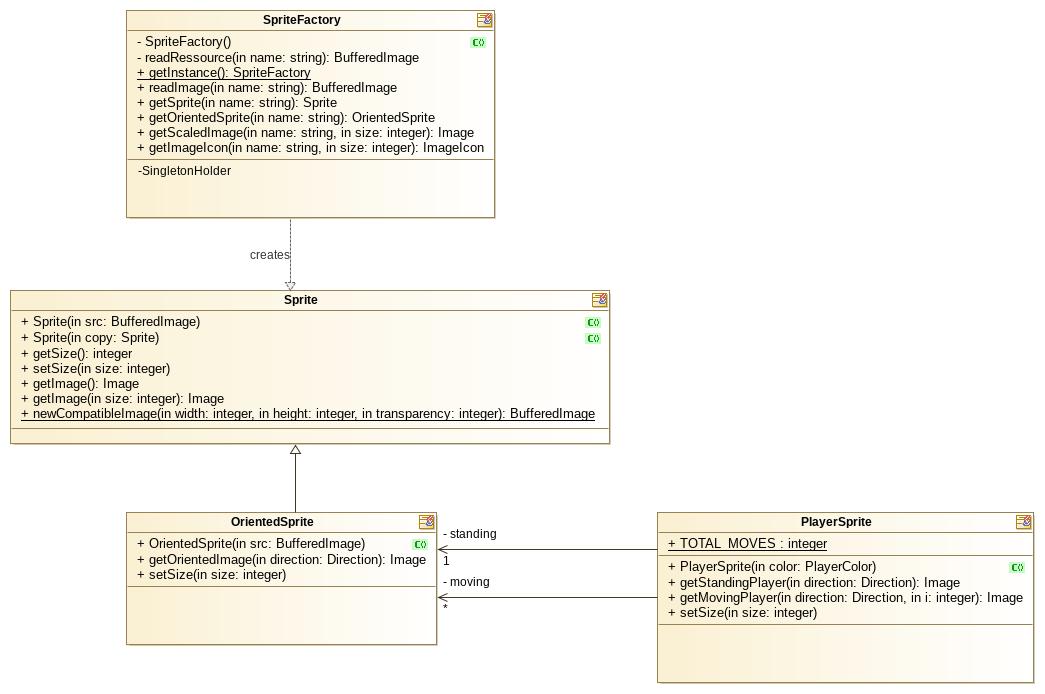 SpriteFactory
- SpriteFactory()
- readRessource(in name: string): BufferedImage
+ getInstance(): SpriteFactory
+ readImage(in name: string): BufferedImage
+ getSprite(in name: string): Sprite
+ getOrientedSprite(in name: string): OrientedSprite
+ getScaledImage(in name: string, in size: integer): Image
+ getImageIcon(in name: string, in size: integer): ImageIcon
-SingletonHolder
creates
Sprite
+ Sprite(in src: BufferedImage)
+ Sprite(in copy: Sprite)
+ getSize(): integer
+ setSize(in size: integer)
+ getImage(): Image
+ getImage(in size: integer): Image
+ newCompatibleImage(in width: integer, in height: integer, in transparency: integer): BufferedImage
OrientedSprite
+ OrientedSprite(in src: BufferedImage)
+ getOrientedImage(in direction: Direction): Image
+ setSize(in size: integer)
- standing
1
- moving
*
PlayerSprite
+ TOTAL_MOVES : integer
+ PlayerSprite(in color: PlayerColor)
+ getStandingPlayer(in direction: Direction): Image
+ getMovingPlayer(in direction: Direction, in i: integer): Image
+ setSize(in size: integer)